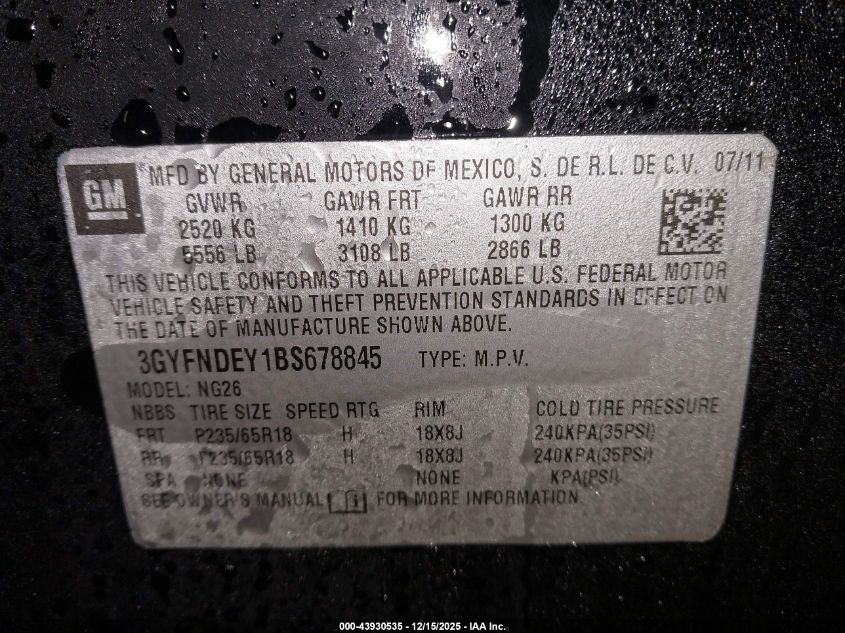 GM
MFD BY GENERAL MOTORS DF MEXICO, S. DE R.L. DE C.V. 07/11
GVWR GAWR FRT GAWR RR
2520 KG 1410 KG 1300 KG
5556 LB 3108 LB 2866 LB
THIS VEHICLE CONFORMS TO ALL APPLICABLE U.S. FEDERAL MOTOR
VEHICLE SAFETY AND THEFT PREVENTION STANDARDS IN EFFECT ON
THE DATE OF MANUFACTURE SHOWN ABOVE.
3GYFNDEY1BS678845 TYPE: M.P.V.
MODEL: NG26
NBBS TIRE SIZE SPEED RTG RIM COLD TIRE PRESSURE
FRT P235/65R18 H 18X8J 240KPA(35PSI)
RR P235/65R18 H 18X8J 240KPA(35PSI)
SPA NONE NONE KPA(PSI)
SEE OWNER'S MANUAL FOR MORE INFORMATION
000-43930535 - 12/15/2025 - IAA Inc.